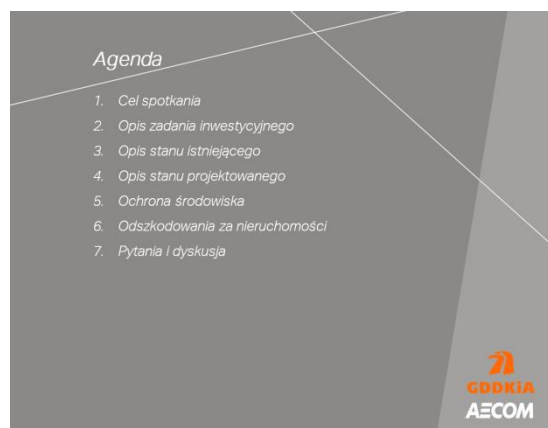 Agenda
1. Cel spotkania
2. Opis zadania inwestycyjnego
3. Opis stanu istniejącego
4. Opis stanu projektowanego
5. Ochrona środowiska
6. Odszkodowania za nieruchomości
7. Pytania i dyskusja
GDDKiA
AECOM